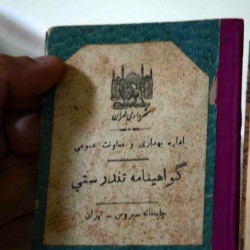 شهرداری تهران
اداره بهداری و معاونت عمومی
گواهینامه تندرستی
چاپخانه سیروس - تهران